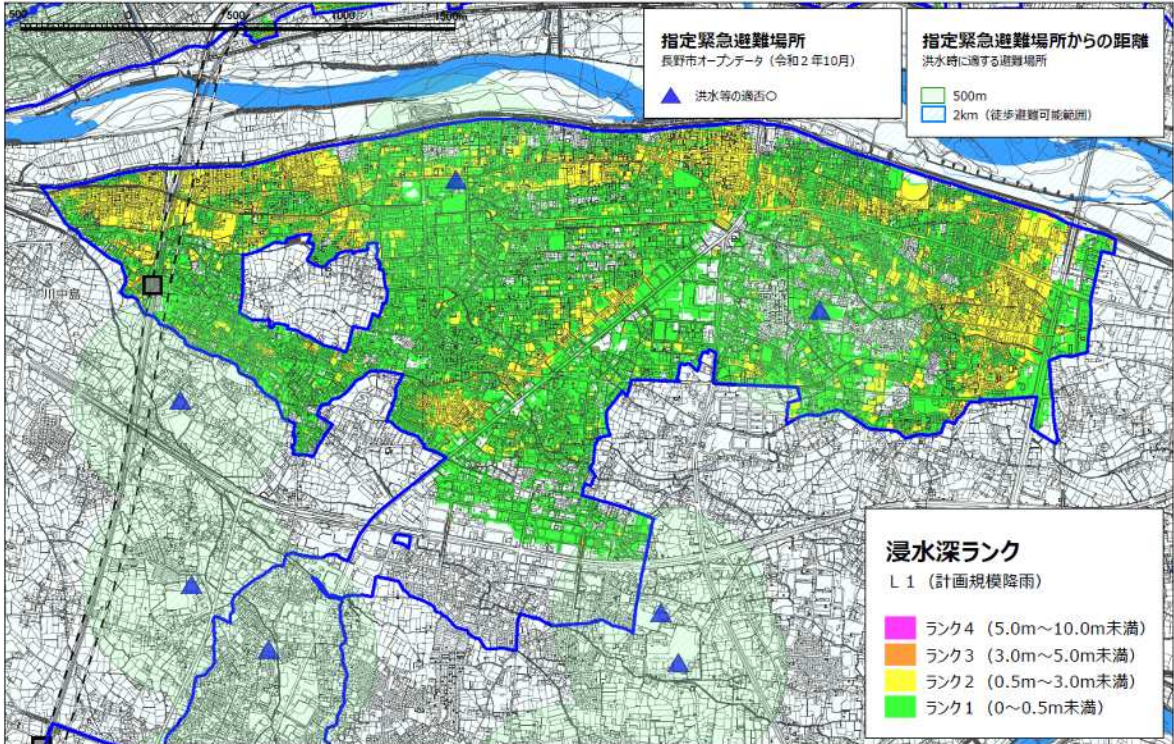 500 0 500 1000 1500m
指定緊急避難場所
長野市オープンデータ（令和２年10月）
洪水等の適否○
指定緊急避難場所からの距離
洪水時に適する避難場所
500m
2km（徒歩避難可能範囲）
川中島
浸水深ランク
Ｌ１（計画規模降雨）
ランク４（5.0m～10.0m未満）
ランク３（3.0m～5.0m未満）
ランク２（0.5m～3.0m未満）
ランク１（0～0.5m未満）